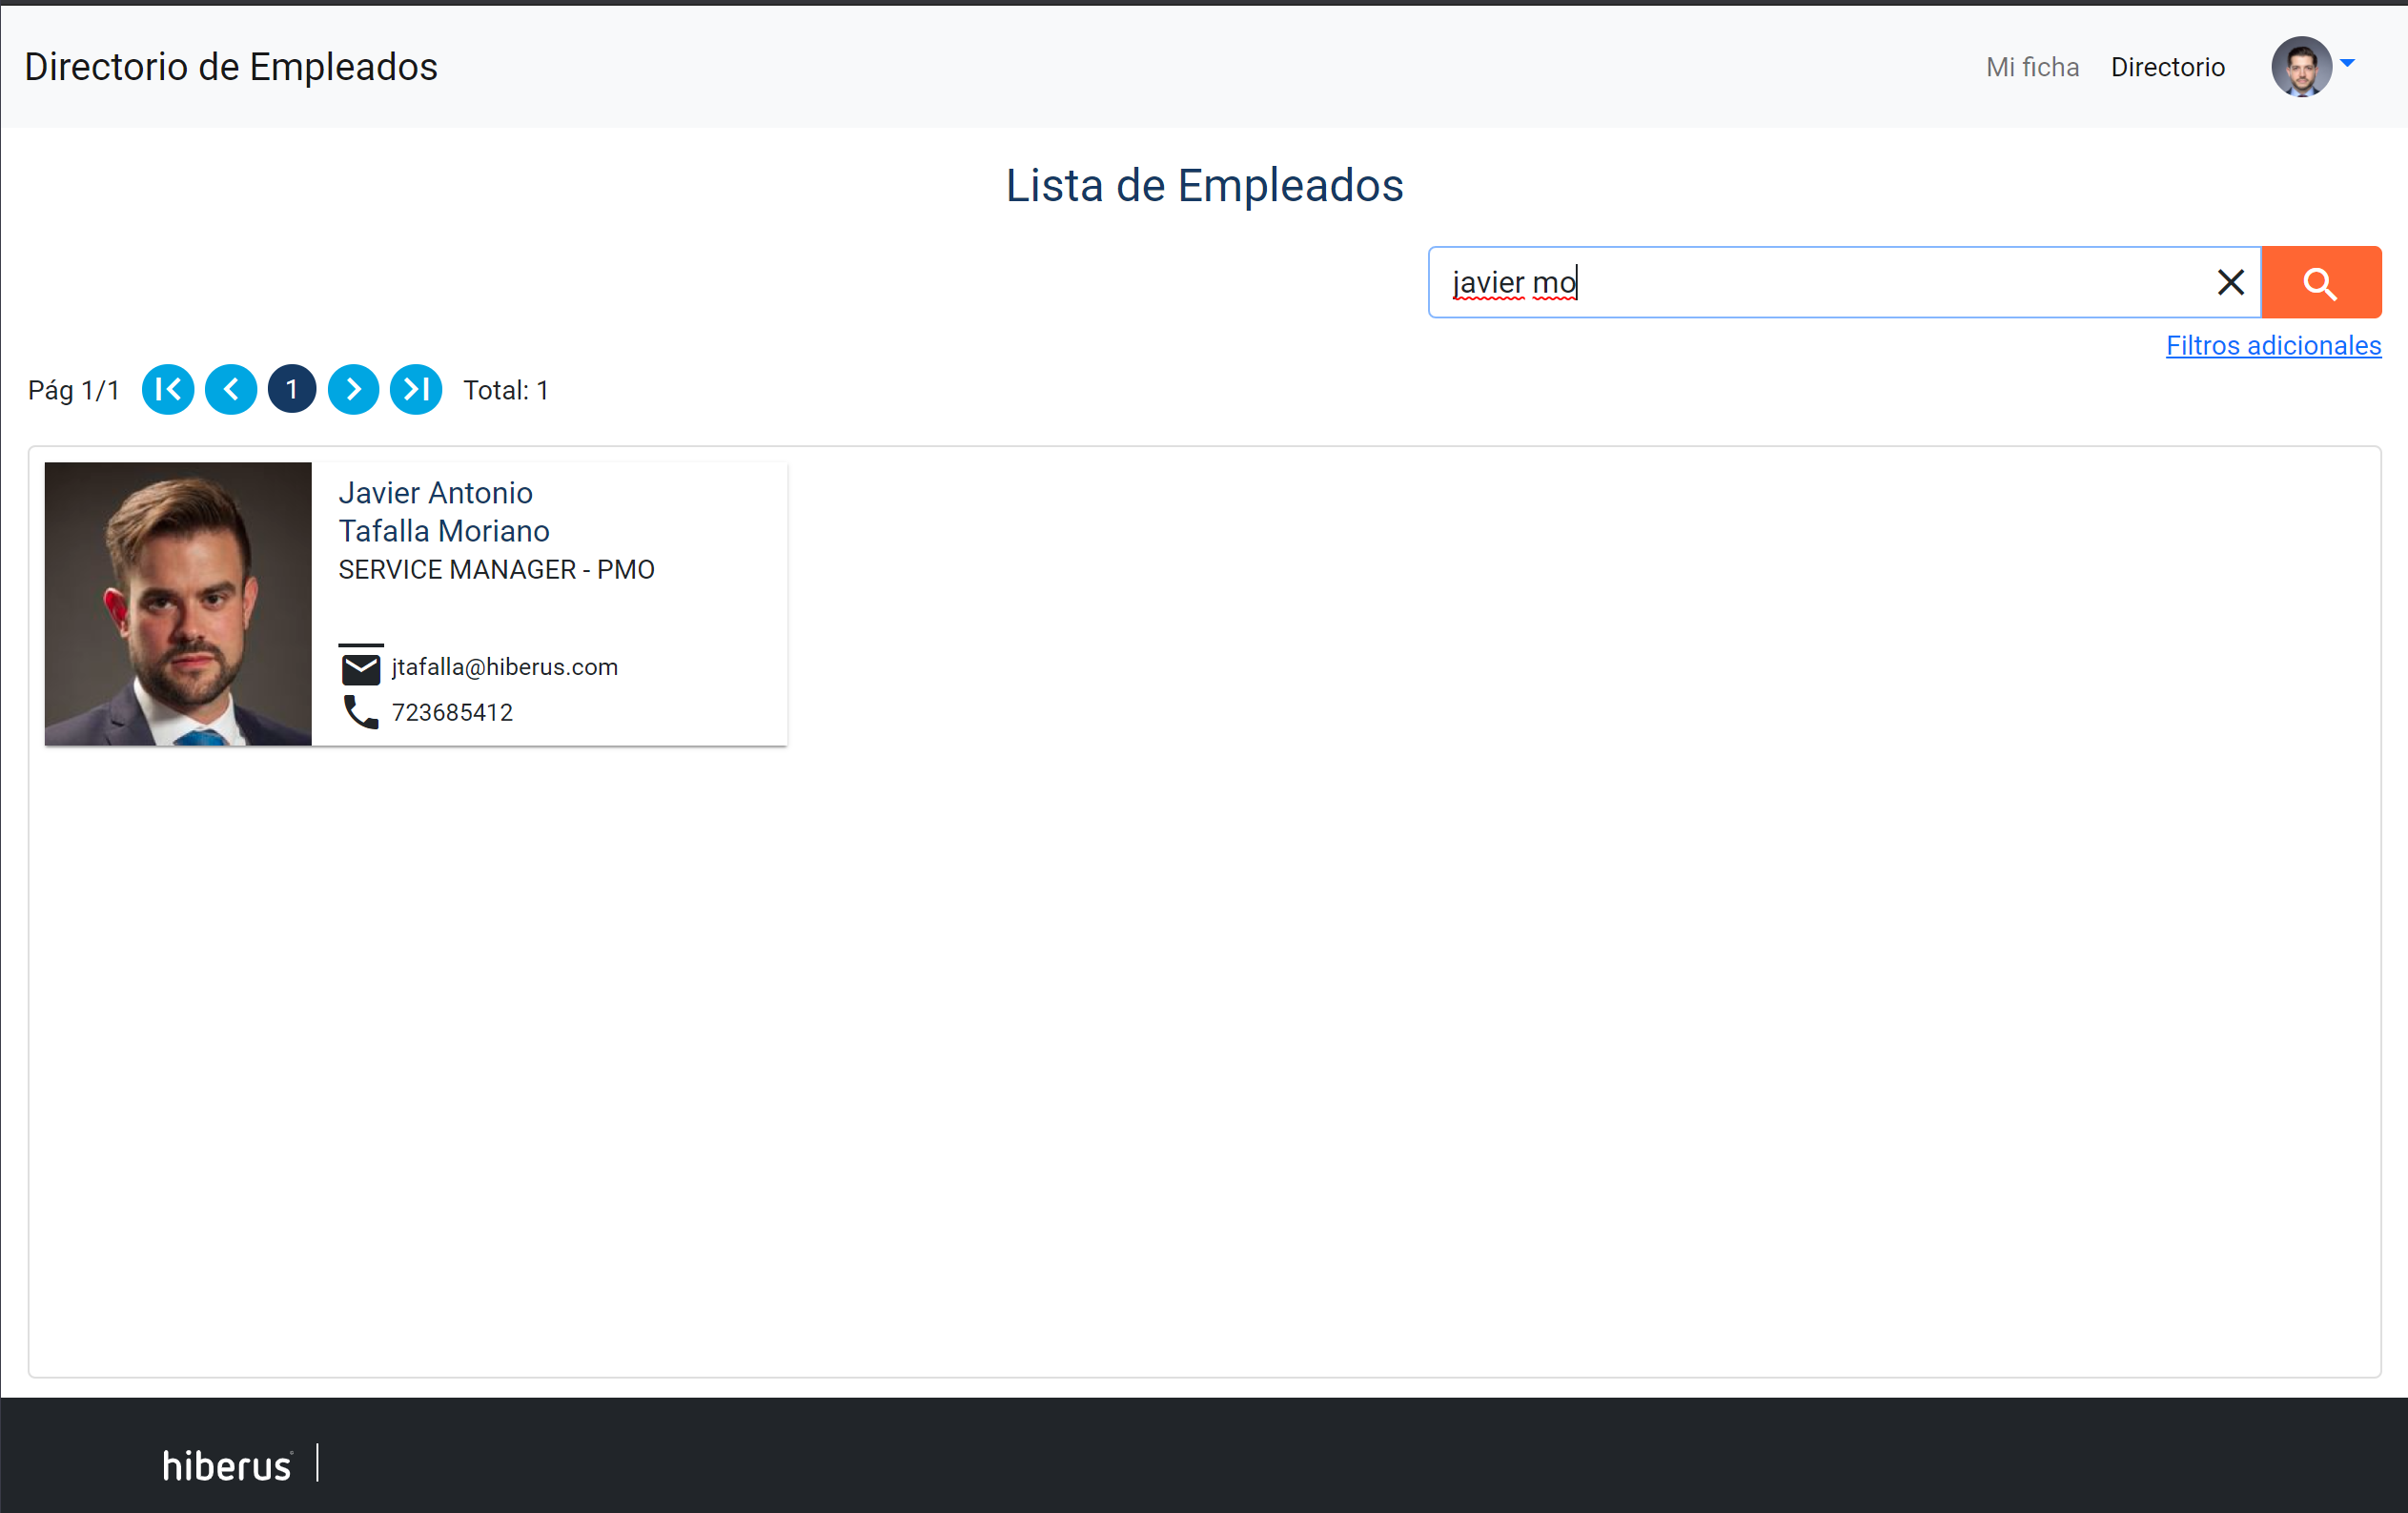 Directorio de Empleados
Mi ficha
Directorio
Lista de Empleados
javier mo
Filtros adicionales
Pág 1/1
1
Total: 1
Javier Antonio
Tafalla Moriano
SERVICE MANAGER - PMO
jtafalla@hiberus.com
723685412
hiberus